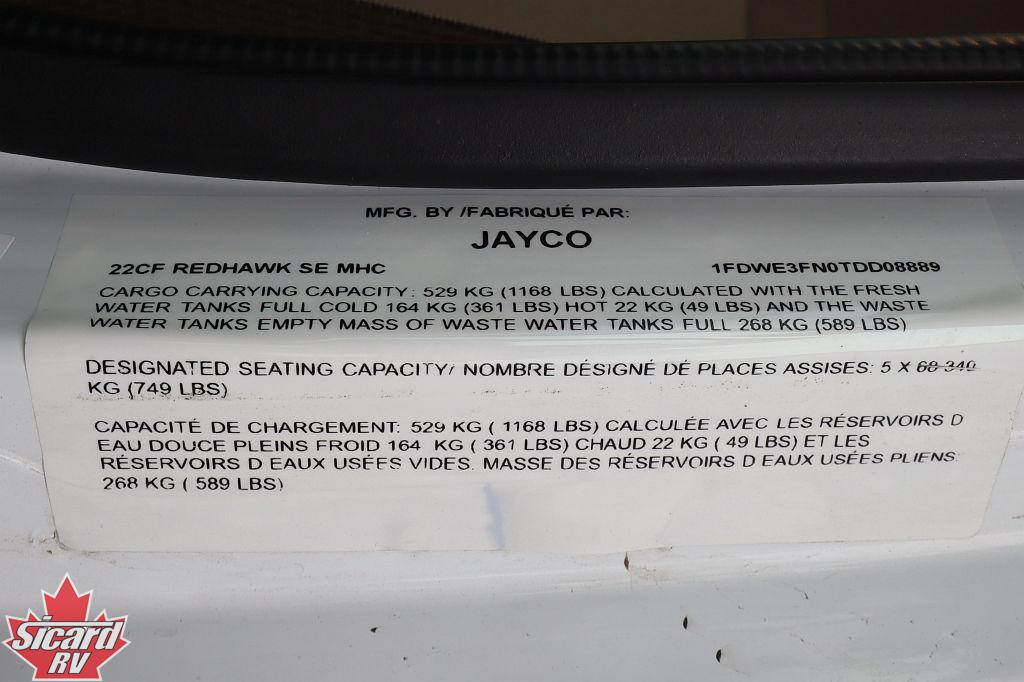 MFG. BY /FABRIQUÉ PAR:
JAYCO
22CF REDHAWK SE MHC 1FDWE3FN0TDD08889
CARGO CARRYING CAPACITY: 529 KG (1168 LBS) CALCULATED WITH THE FRESH
WATER TANKS FULL COLD 164 KG (361 LBS) HOT 22 KG (49 LBS) AND THE WASTE
WATER TANKS EMPTY MASS OF WASTE WATER TANKS FULL 268 KG (589 LBS)
DESIGNATED SEATING CAPACITY/ NOMBRE DÉSIGNÉ DE PLACES ASSISES: 5 X 68 340
KG (749 LBS)
CAPACITÉ DE CHARGEMENT: 529 KG ( 1168 LBS) CALCULÉE AVEC LES RÉSERVOIRS D
EAU DOUCE PLEINS FROID 164 KG ( 361 LBS) CHAUD 22 KG ( 49 LBS) ET LES
RÉSERVOIRS D EAUX USÉES VIDES. MASSE DES RÉSERVOIRS D EAUX USÉES PLIENS:
268 KG ( 589 LBS)
Sicard
RV